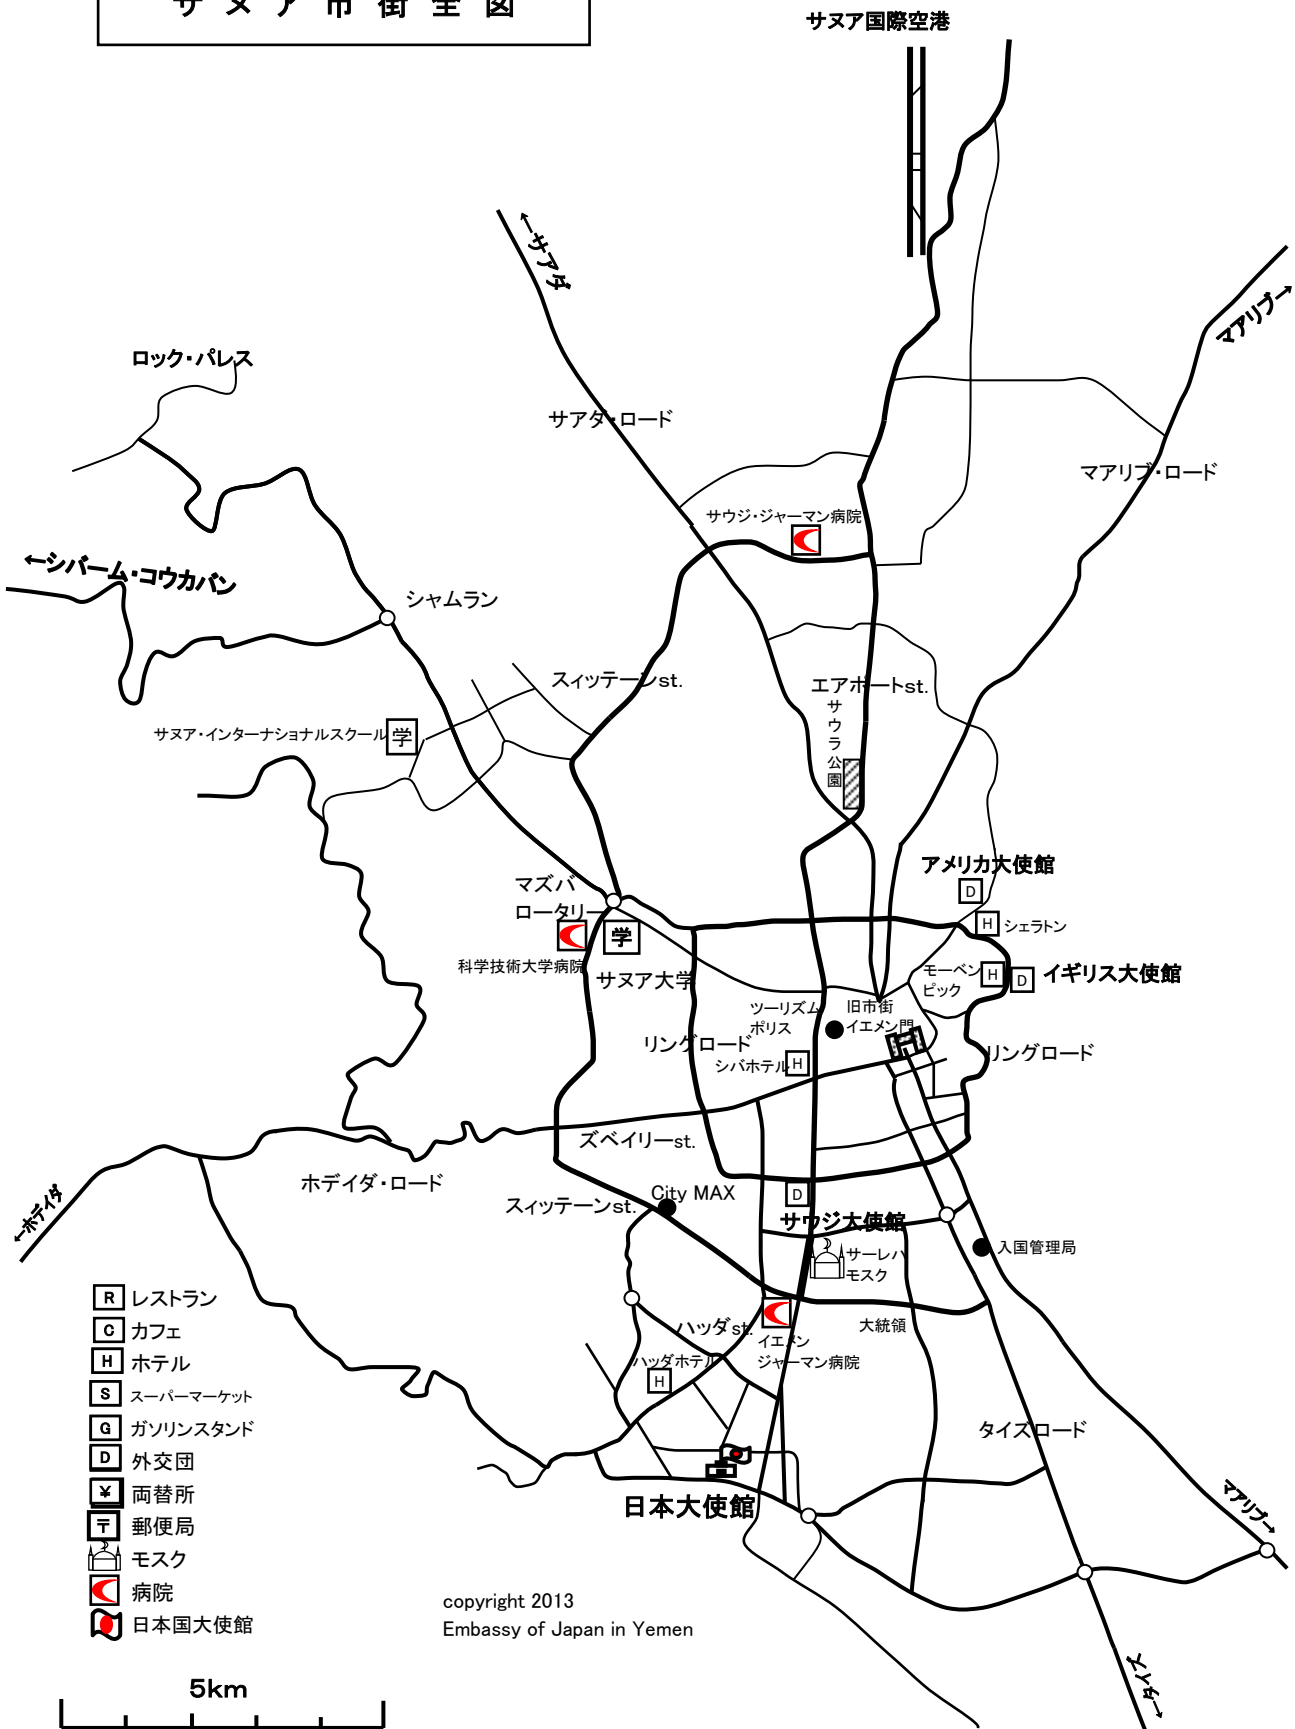 サヌア市街全図
サヌア国際空港
←サアダ
マアリブ→
ロック・パレス
サアダ・ロード
マアリブ・ロード
サウジ・ジャーマン病院
←シバーム・コウカバン
シャムラン
スィッテーンst.
エアポートst.
サウラ公園
サヌア・インターナショナルスクール
学
アメリカ大使館
D
マズバ
ロータリー
H
シェラトン
学
科学技術大学病院
サヌア大学
モーベン
ピック
H
D
イギリス大使館
ツーリズム
ポリス
旧市街
イエメン門
リングロード
シバホテル
H
リングロード
ズベイリーst.
ホデイダ・ロード
←ホデイダ
スィッテーンst.
City MAX
D
サウジ大使館
サーレハ
モスク
入国管理局
ハッダst.
イエメン
ジャーマン病院
大統領
ハッダホテル
H
タイズロード
日本大使館
マアリブ→
←タイズ
R レストラン
C カフェ
H ホテル
S スーパーマーケット
G ガソリンスタンド
D 外交団
¥ 両替所
〒 郵便局
モスク
病院
日本国大使館
copyright 2013
Embassy of Japan in Yemen
5km